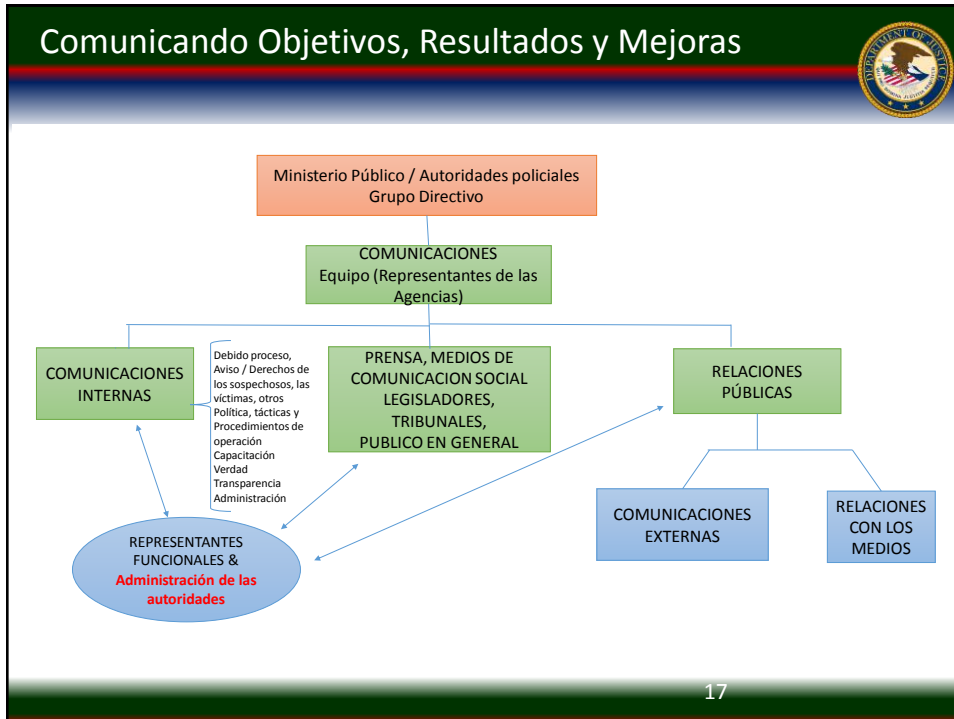 Comunicando Objetivos, Resultados y Mejoras
DEPARTMENT OF JUSTICE
Ministerio Público / Autoridades policiales
Grupo Directivo
COMUNICACIONES
Equipo (Representantes de las
Agencias)
COMUNICACIONES
INTERNAS
Debido proceso,
Aviso / Derechos de
los sospechosos, las
víctimas, otros
Política, tácticas y
Procedimientos de
operación
Capacitación
Verdad
Transparencia
Administración
PRENSA, MEDIOS DE
COMUNICACION SOCIAL
LEGISLADORES,
TRIBUNALES,
PUBLICO EN GENERAL
RELACIONES
PÚBLICAS
REPRESENTANTES
FUNCIONALES &
Administración de las
autoridades
COMUNICACIONES
EXTERNAS
RELACIONES
CON LOS
MEDIOS
17